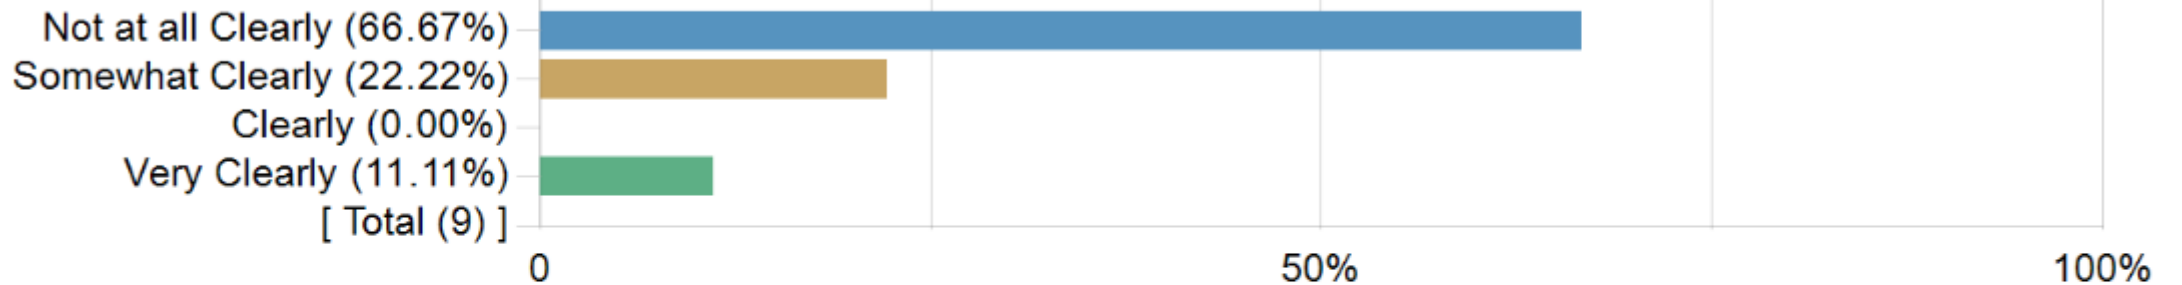 Not at all Clearly (66.67%)
Somewhat Clearly (22.22%)
Clearly (0.00%)
Very Clearly (11.11%)
[ Total (9) ]
0 50% 100%